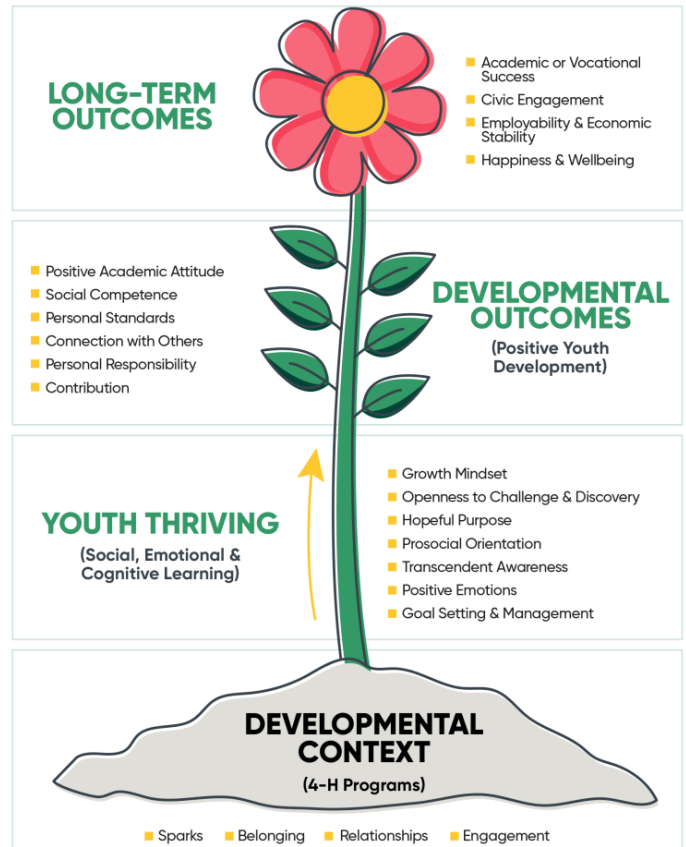 LONG-TERM
OUTCOMES
Academic or Vocational
Success
Civic Engagement
Employability & Economic
Stability
Happiness & Wellbeing
Positive Academic Attitude
Social Competence
Personal Standards
Connection with Others
Personal Responsibility
Contribution
DEVELOPMENTAL
OUTCOMES
(Positive Youth
Development)
YOUTH THRIVING
(Social, Emotional &
Cognitive Learning)
Growth Mindset
Openness to Challenge & Discovery
Hopeful Purpose
Prosocial Orientation
Transcendent Awareness
Positive Emotions
Goal Setting & Management
DEVELOPMENTAL
CONTEXT
(4-H Programs)
Sparks Belonging Relationships Engagement